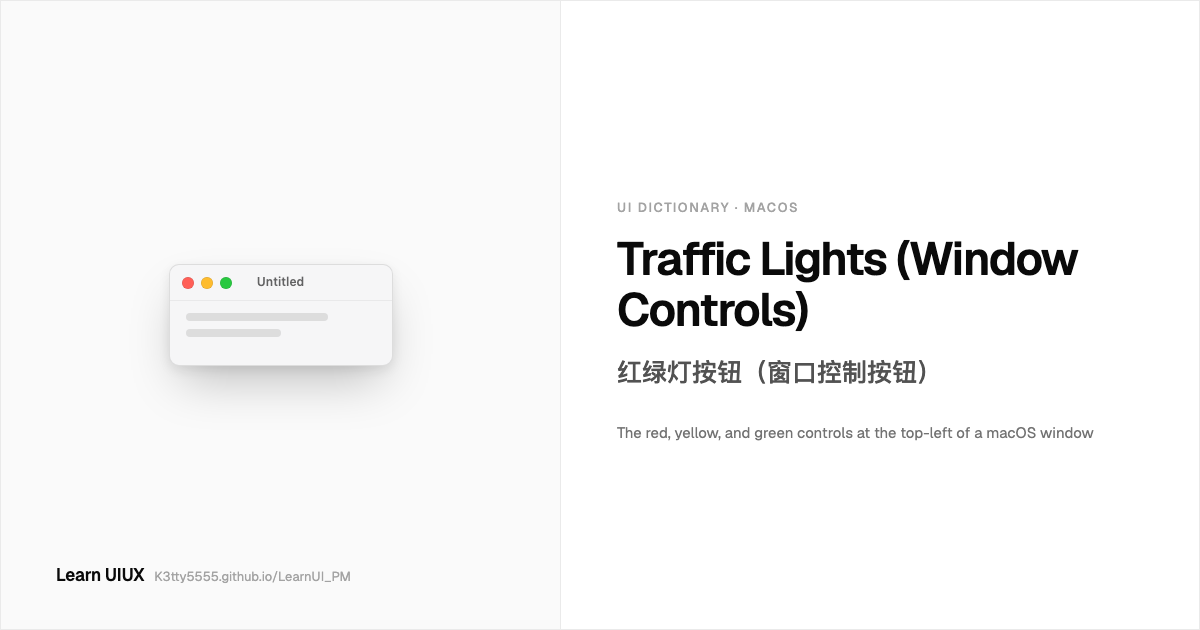 Untitled
Learn UIUX K3tty5555.github.io/LearnUI_PM
UI DICTIONARY · MACOS
Traffic Lights (Window
Controls)
红绿灯按钮（窗口控制按钮）
The red, yellow, and green controls at the top-left of a macOS window